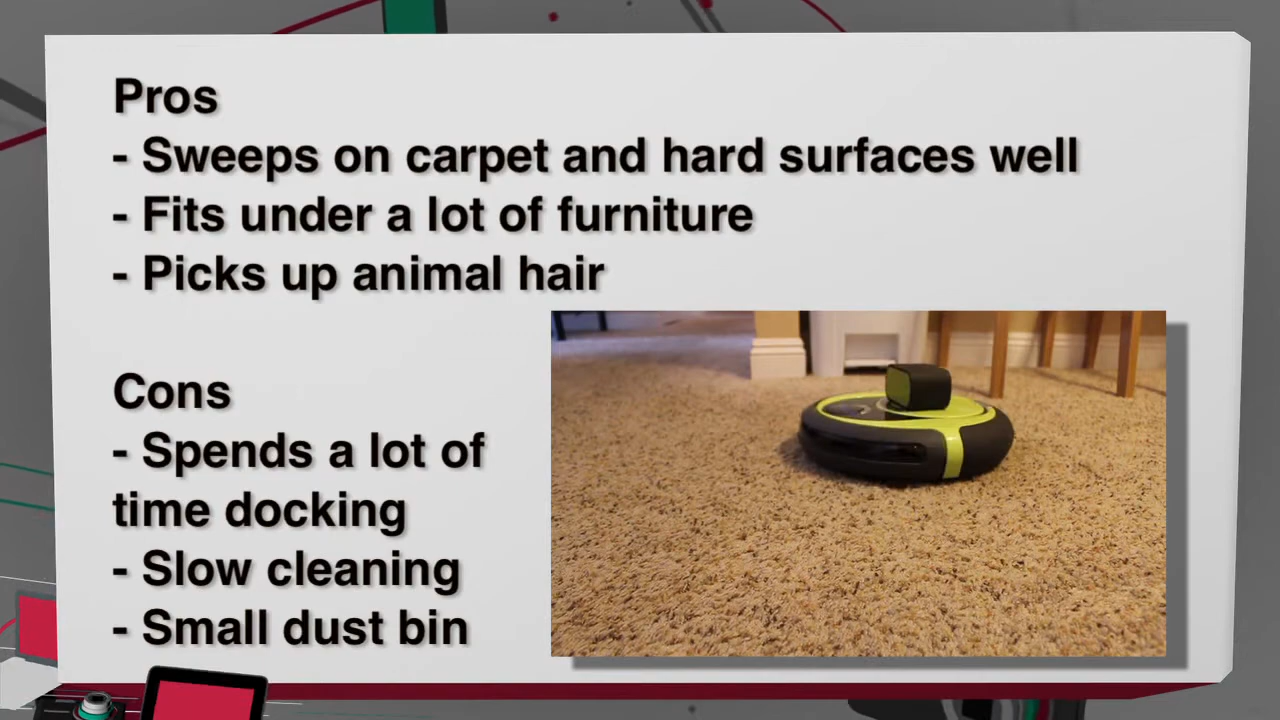 Pros
- Sweeps on carpet and hard surfaces well
- Fits under a lot of furniture
- Picks up animal hair
Cons
- Spends a lot of
time docking
- Slow cleaning
- Small dust bin